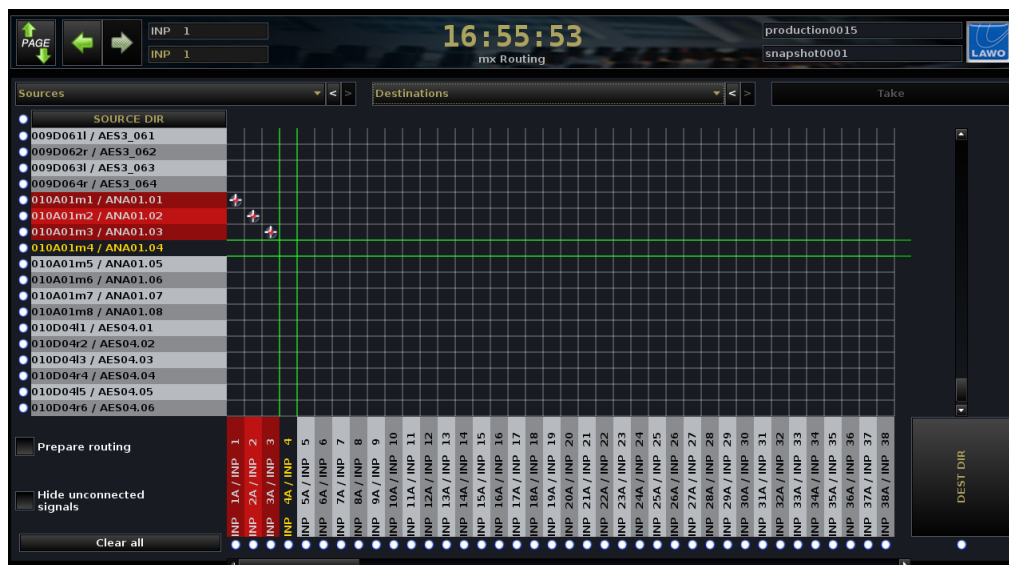 PAGE
INP 1
INP 1
16:55:53
mx Routing
production0015
snapshot0001
LAWO
Sources
< >
Destinations
< >
Take
SOURCE DIR
009D061l / AES3_061
009D062r / AES3_062
009D063l / AES3_063
009D064r / AES3_064
010A01m1 / ANA01.01
010A01m2 / ANA01.02
010A01m3 / ANA01.03
010A01m4 / ANA01.04
010A01m5 / ANA01.05
010A01m6 / ANA01.06
010A01m7 / ANA01.07
010A01m8 / ANA01.08
010D04l1 / AES04.01
010D04r2 / AES04.02
010D04l3 / AES04.03
010D04r4 / AES04.04
010D04l5 / AES04.05
010D04r6 / AES04.06
Prepare routing
Hide unconnected
signals
Clear all
INP 1A / INP 1
INP 2A / INP 2
INP 3A / INP 3
INP 4A / INP 4
INP 5A / INP 5
INP 6A / INP 6
INP 7A / INP 7
INP 8A / INP 8
INP 9A / INP 9
INP 10A / INP 10
INP 11A / INP 11
INP 12A / INP 12
INP 13A / INP 13
INP 14A / INP 14
INP 15A / INP 15
INP 16A / INP 16
INP 17A / INP 17
INP 18A / INP 18
INP 19A / INP 19
INP 20A / INP 20
INP 21A / INP 21
INP 22A / INP 22
INP 23A / INP 23
INP 24A / INP 24
INP 25A / INP 25
INP 26A / INP 26
INP 27A / INP 27
INP 28A / INP 28
INP 29A / INP 29
INP 30A / INP 30
INP 31A / INP 31
INP 32A / INP 32
INP 33A / INP 33
INP 34A / INP 34
INP 35A / INP 35
INP 36A / INP 36
INP 37A / INP 37
INP 38A / INP 38
DEST DIR